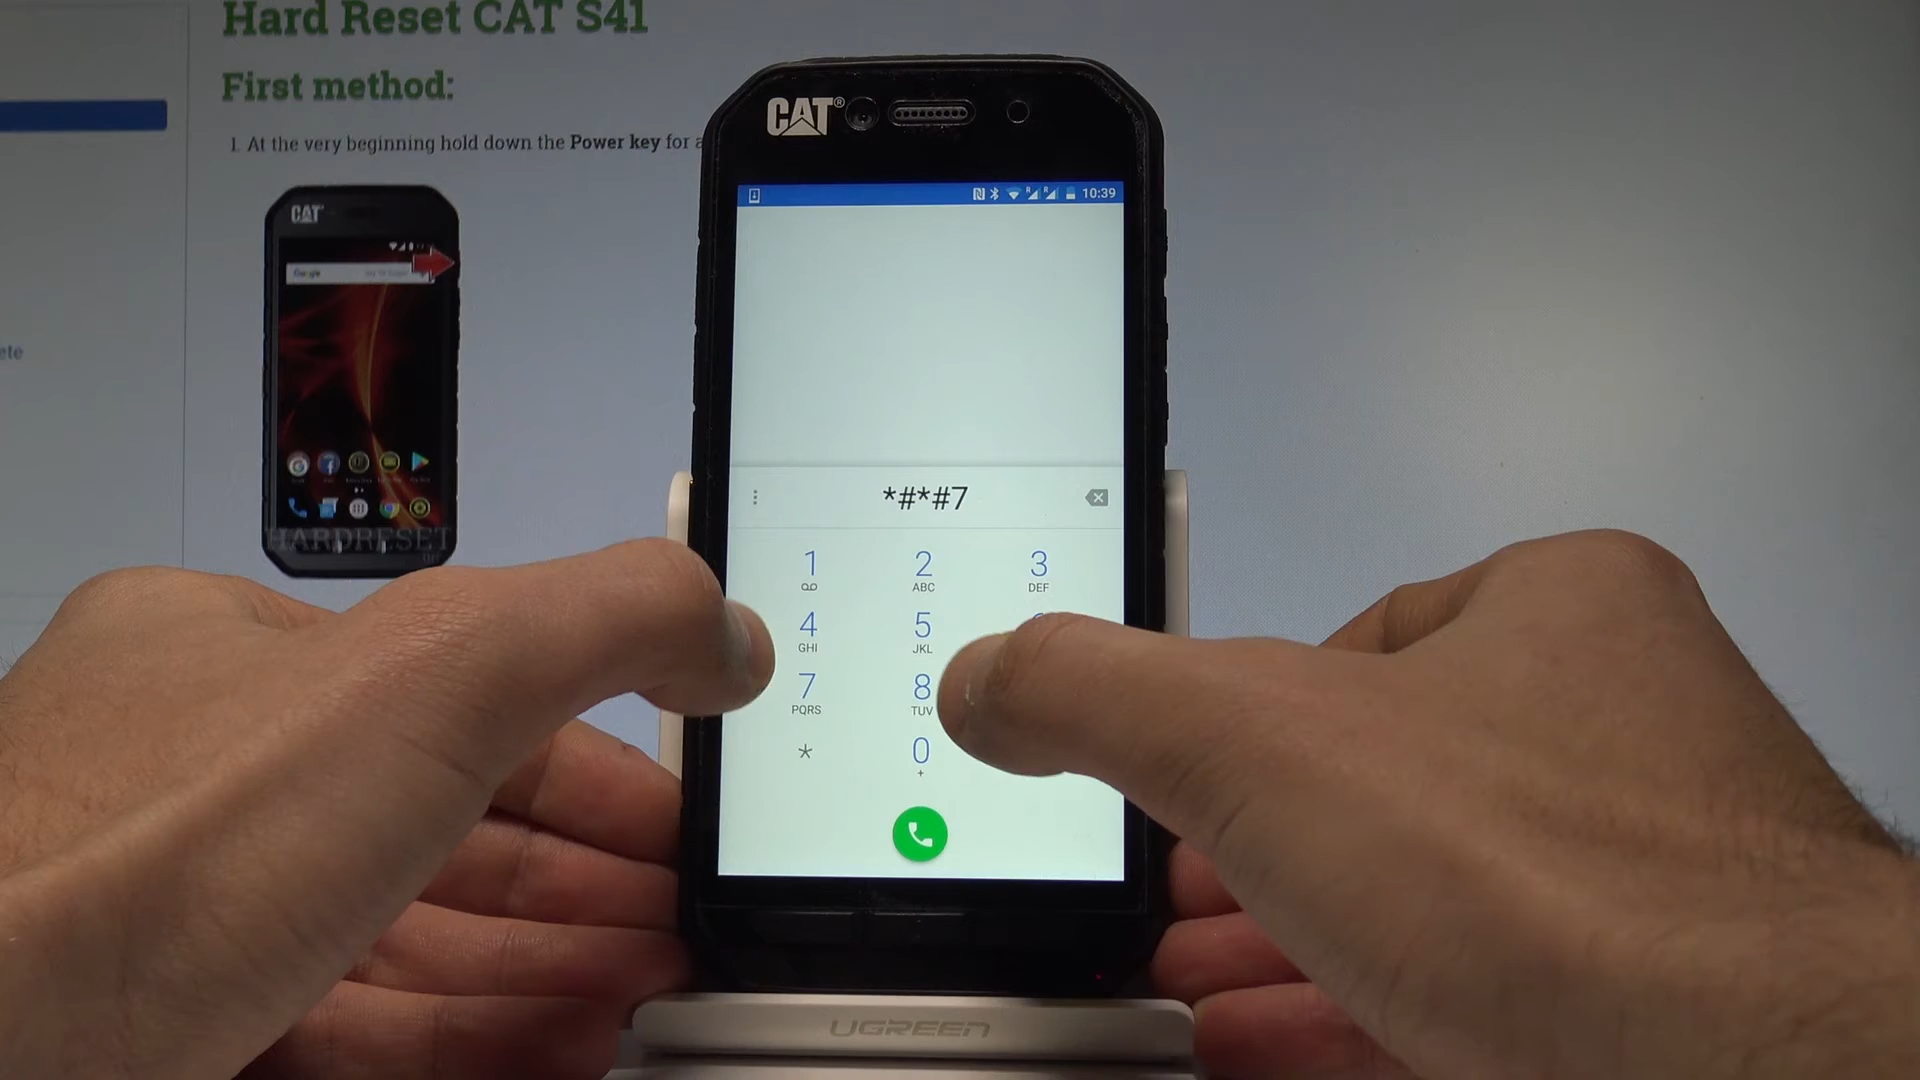 Hard Reset CAT S41
First method:
1. At the very beginning hold down the Power key for a
CAT
Google
HARDRESET
ete
CAT®
10:39
*#*#7
1 2 ABC 3 DEF
4 GHI 5 JKL
7 PQRS 8 TUV
* 0 +
UGREEN